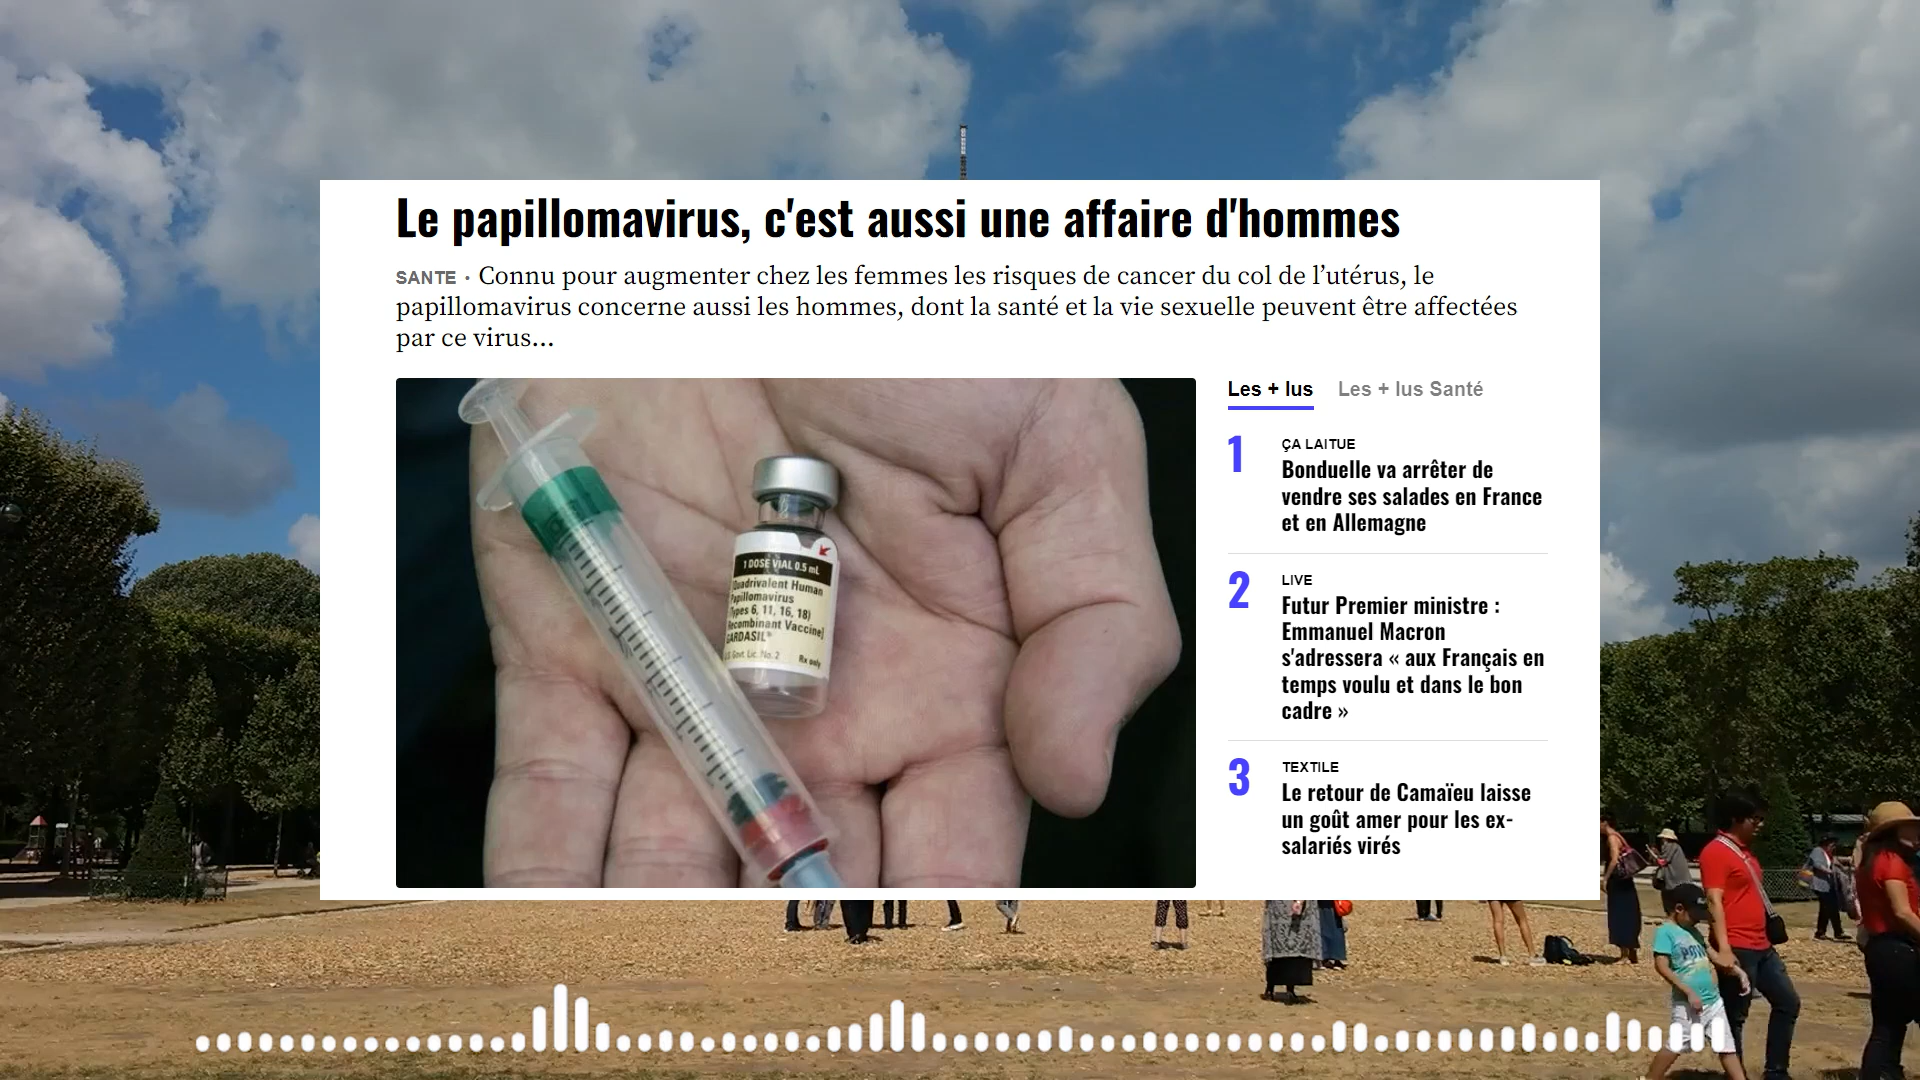 Le papillomavirus, c'est aussi une affaire d'hommes
SANTE • Connu pour augmenter chez les femmes les risques de cancer du col de l’utérus, le
papillomavirus concerne aussi les hommes, dont la santé et la vie sexuelle peuvent être affectées
par ce virus…
1 DOSE VIAL 0.5 mL
[Quadrivalent Human
Papillomavirus
(Types 6, 11, 16, 18)
Recombinant Vaccine]
GARDASIL®
U.S. Govt. Lic. No. 2 Rx only
Les + lus Les + lus Santé
1 ÇA LAITUE
Bonduelle va arrêter de
vendre ses salades en France
et en Allemagne
2 LIVE
Futur Premier ministre :
Emmanuel Macron
s'adressera « aux Français en
temps voulu et dans le bon
cadre »
3 TEXTILE
Le retour de Camaïeu laisse
un goût amer pour les ex-
salariés virés